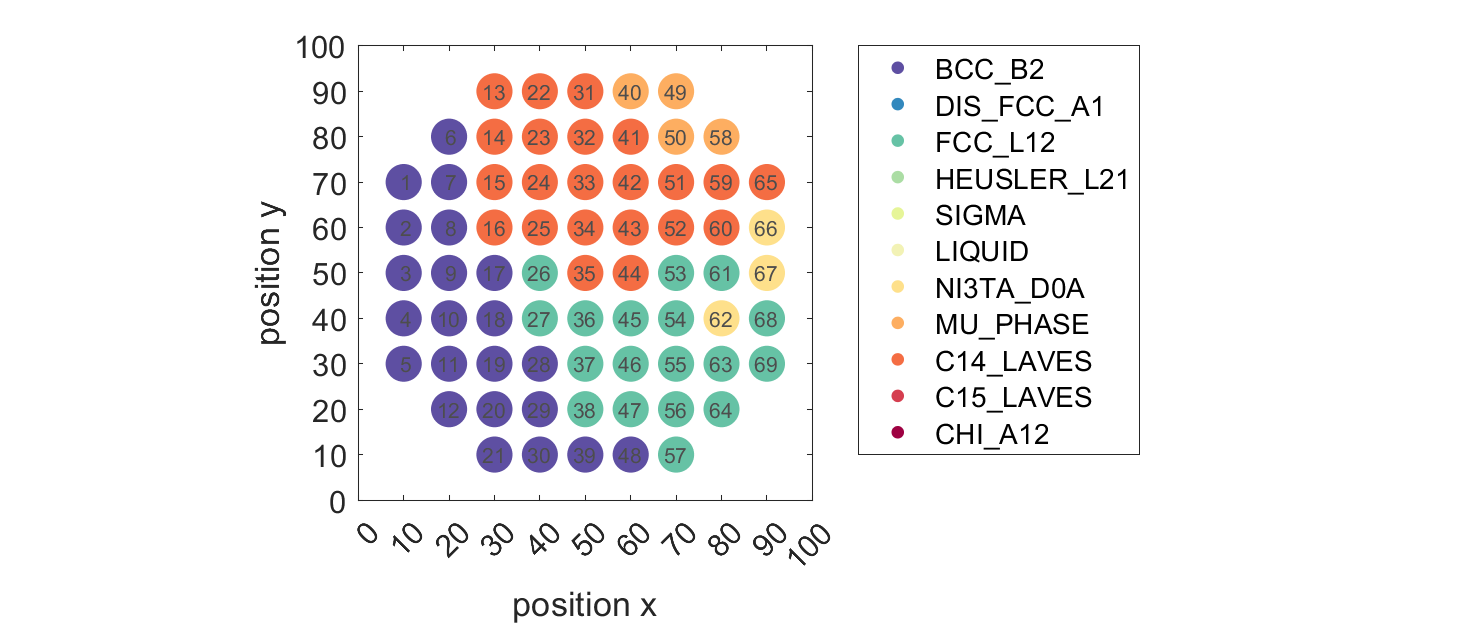 100
90
80
70
60
50
40
30
20
10
0
position y
13 22 31 40 49
6 14 23 32 41 50 58
1 7 15 24 33 42 51 59 65
2 8 16 25 34 43 52 60 66
3 9 17 26 35 44 53 61 67
4 10 18 27 36 45 54 62 68
5 11 19 28 37 46 55 63 69
12 20 29 38 47 56 64
21 30 39 48 57
0 10 20 30 40 50 60 70 80 90 100
position x
BCC_B2
DIS_FCC_A1
FCC_L12
HEUSLER_L21
SIGMA
LIQUID
NI3TA_D0A
MU_PHASE
C14_LAVES
C15_LAVES
CHI_A12